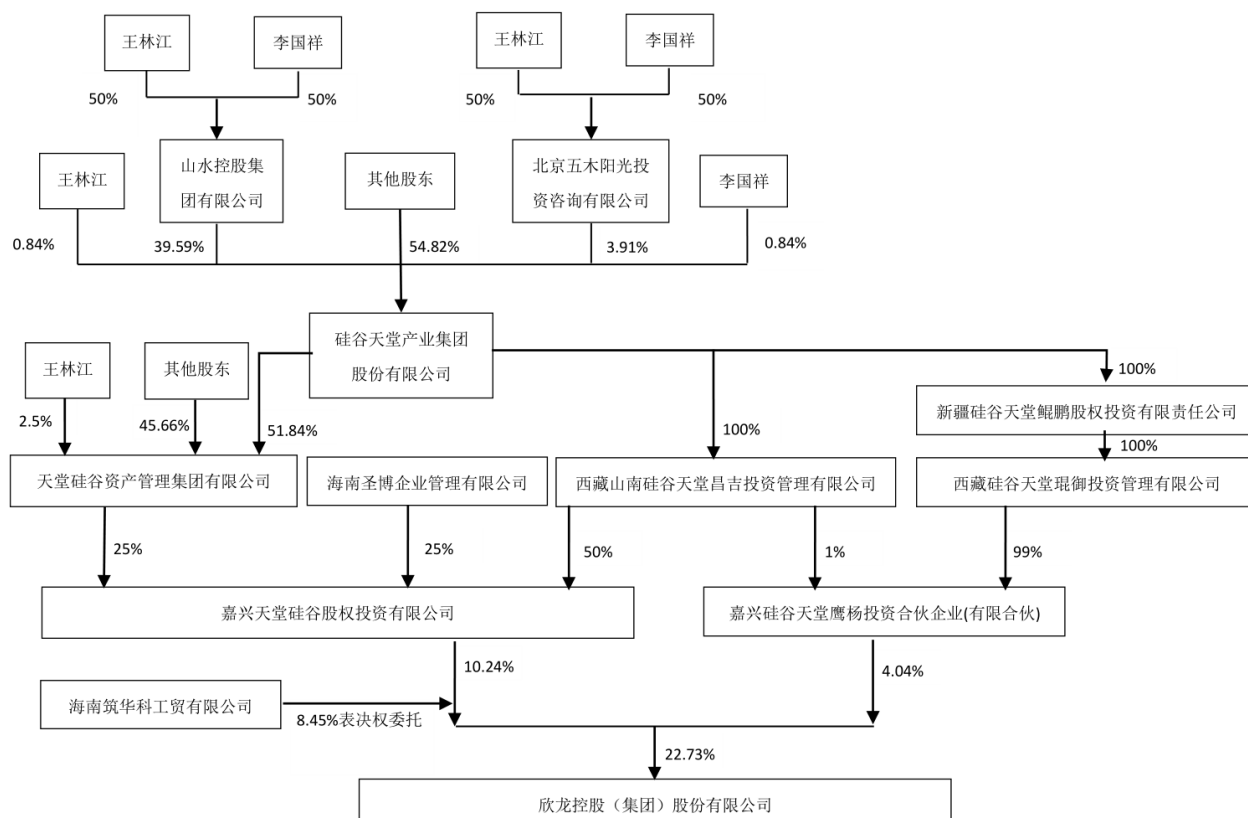 王林江
李国祥
王林江
李国祥
50%
50%
50%
50%
王林江
山水控股集
团有限公司
其他股东
北京五木阳光投
资咨询有限公司
李国祥
0.84%
39.59%
54.82%
3.91%
0.84%
硅谷天堂产业集团
股份有限公司
王林江
其他股东
100%
2.5%
45.66%
51.84%
100%
新疆硅谷天堂鲲鹏股权投资有限责任公司
100%
天堂硅谷资产管理集团有限公司
海南圣博企业管理有限公司
西藏山南硅谷天堂昌吉投资管理有限公司
西藏硅谷天堂琨御投资管理有限公司
25%
25%
50%
1%
99%
嘉兴天堂硅谷股权投资有限公司
嘉兴硅谷天堂鹰杨投资合伙企业(有限合伙)
10.24%
4.04%
海南筑华科工贸有限公司
8.45%表决权委托
22.73%
欣龙控股（集团）股份有限公司